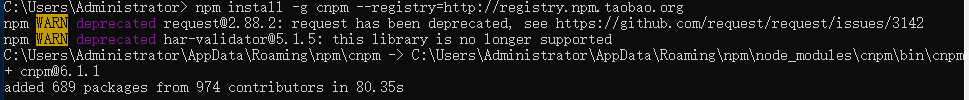 C:\Users\Administrator> npm install -g cnpm --registry=http://registry.npm.taobao.org
npm WARN deprecated request@2.88.2: request has been deprecated, see https://github.com/request/request/issues/3142
npm WARN deprecated har-validator@5.1.5: this library is no longer supported
C:\Users\Administrator\AppData\Roaming\npm\cnpm -> C:\Users\Administrator\AppData\Roaming\npm\node_modules\cnpm\bin\cnpm
+ cnpm@6.1.1
added 689 packages from 974 contributors in 80.35s